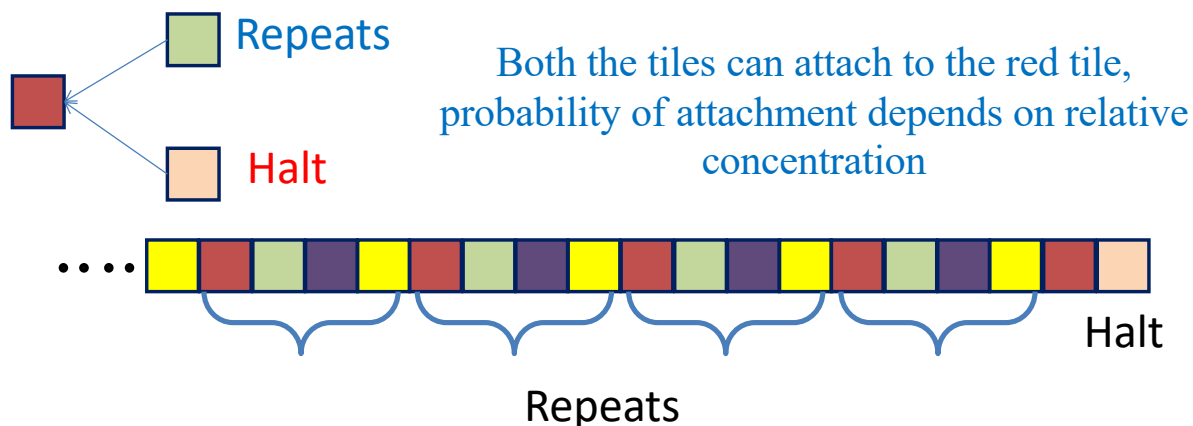 Repeats
Both the tiles can attach to the red tile,
probability of attachment depends on relative
concentration
Halt
Halt
Repeats